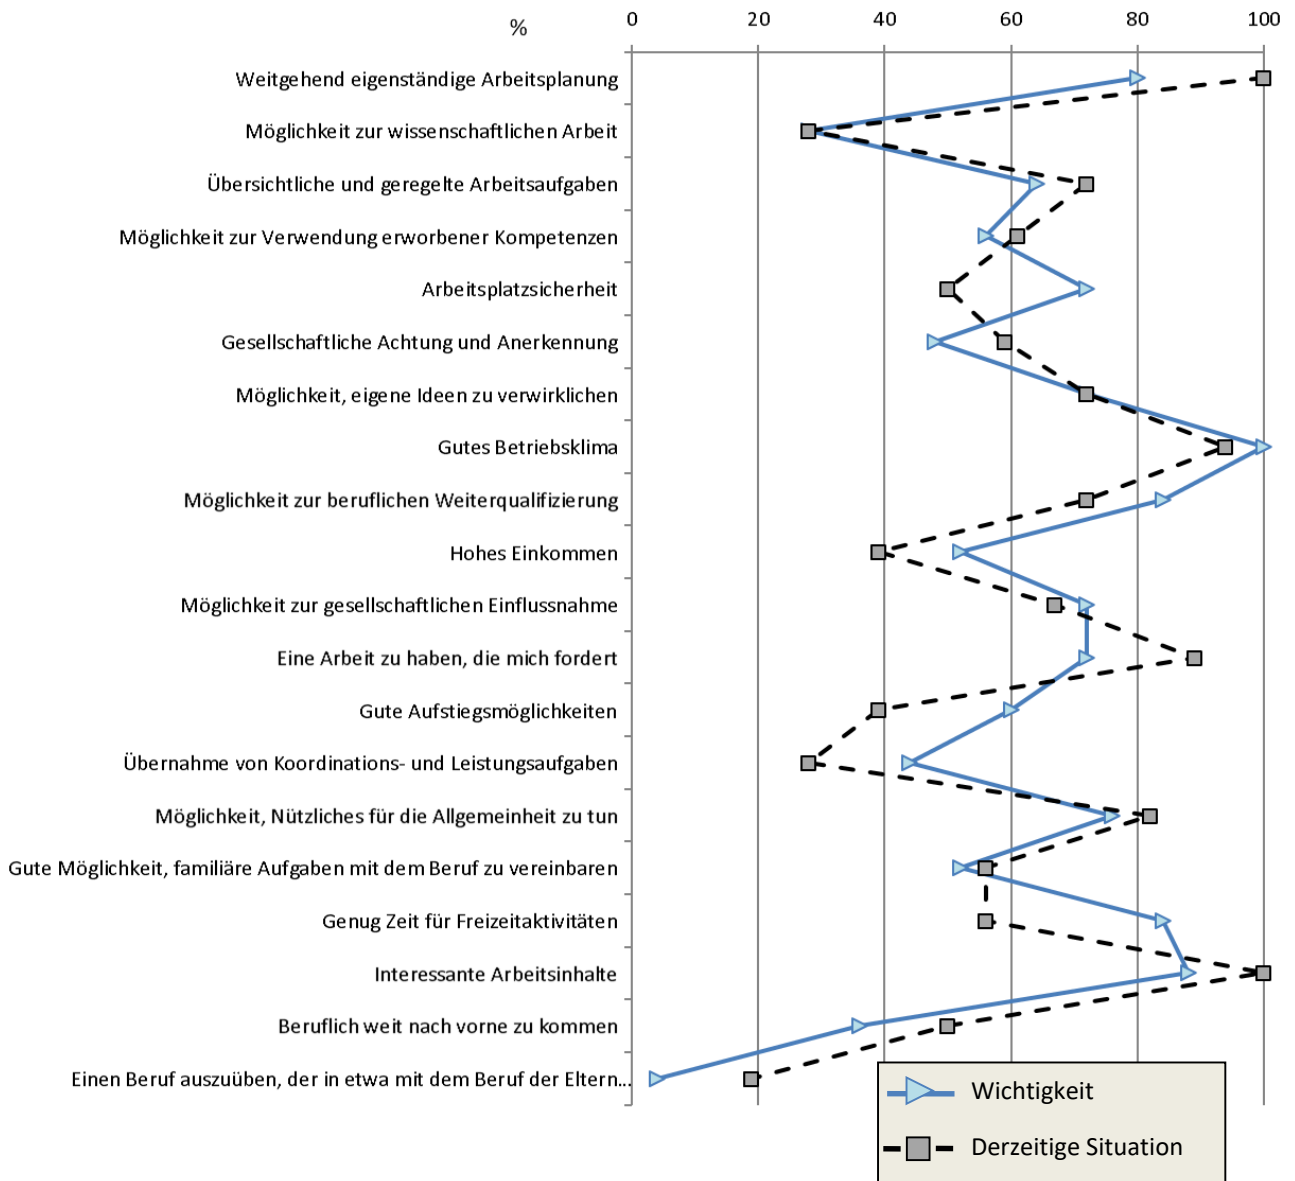 % 0 20 40 60 80 100
Weitgehend eigenständige Arbeitsplanung
Möglichkeit zur wissenschaftlichen Arbeit
Übersichtliche und geregelte Arbeitsaufgaben
Möglichkeit zur Verwendung erworbener Kompetenzen
Arbeitsplatzsicherheit
Gesellschaftliche Achtung und Anerkennung
Möglichkeit, eigene Ideen zu verwirklichen
Gutes Betriebsklima
Möglichkeit zur beruflichen Weiterqualifizierung
Hohes Einkommen
Möglichkeit zur gesellschaftlichen Einflussnahme
Eine Arbeit zu haben, die mich fordert
Gute Aufstiegsmöglichkeiten
Übernahme von Koordinations- und Leistungsaufgaben
Möglichkeit, Nützliches für die Allgemeinheit zu tun
Gute Möglichkeit, familiäre Aufgaben mit dem Beruf zu vereinbaren
Genug Zeit für Freizeitaktivitäten
Interessante Arbeitsinhalte
Beruflich weit nach vorne zu kommen
Einen Beruf auszuüben, der in etwa mit dem Beruf der Eltern...
Wichtigkeit
Derzeitige Situation